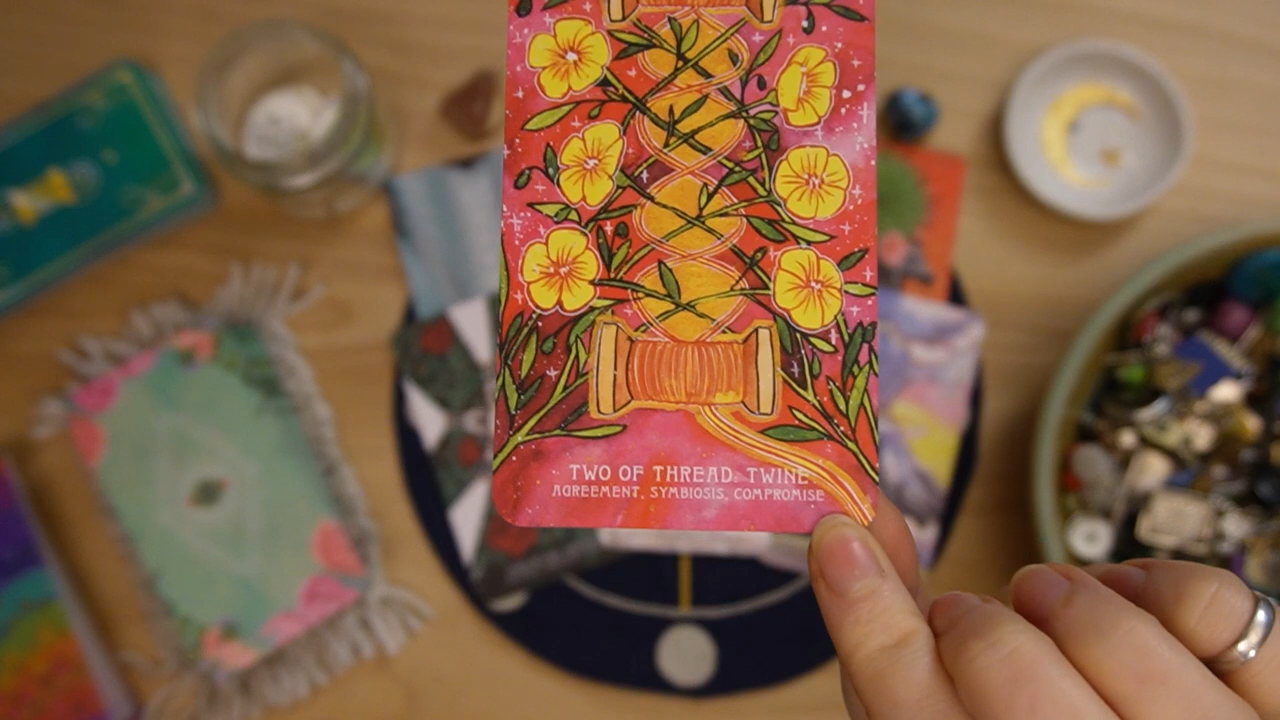 TWO OF THREAD. TWINE
AGREEMENT, SYMBIOSIS, COMPROMISE